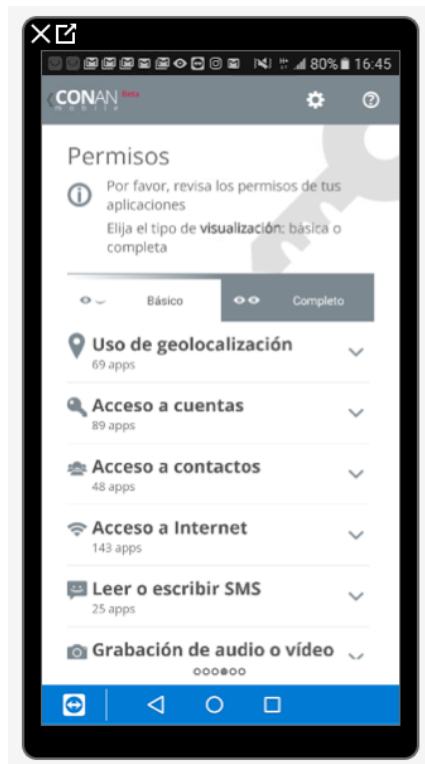 80% 16:45
CONAN Beta
mobile
Permisos
Por favor, revisa los permisos de tus
aplicaciones
Elija el tipo de visualización: básica o
completa
Básico Completo
Uso de geolocalización
69 apps
Acceso a cuentas
89 apps
Acceso a contactos
48 apps
Acceso a Internet
143 apps
Leer o escribir SMS
25 apps
Grabación de audio o vídeo